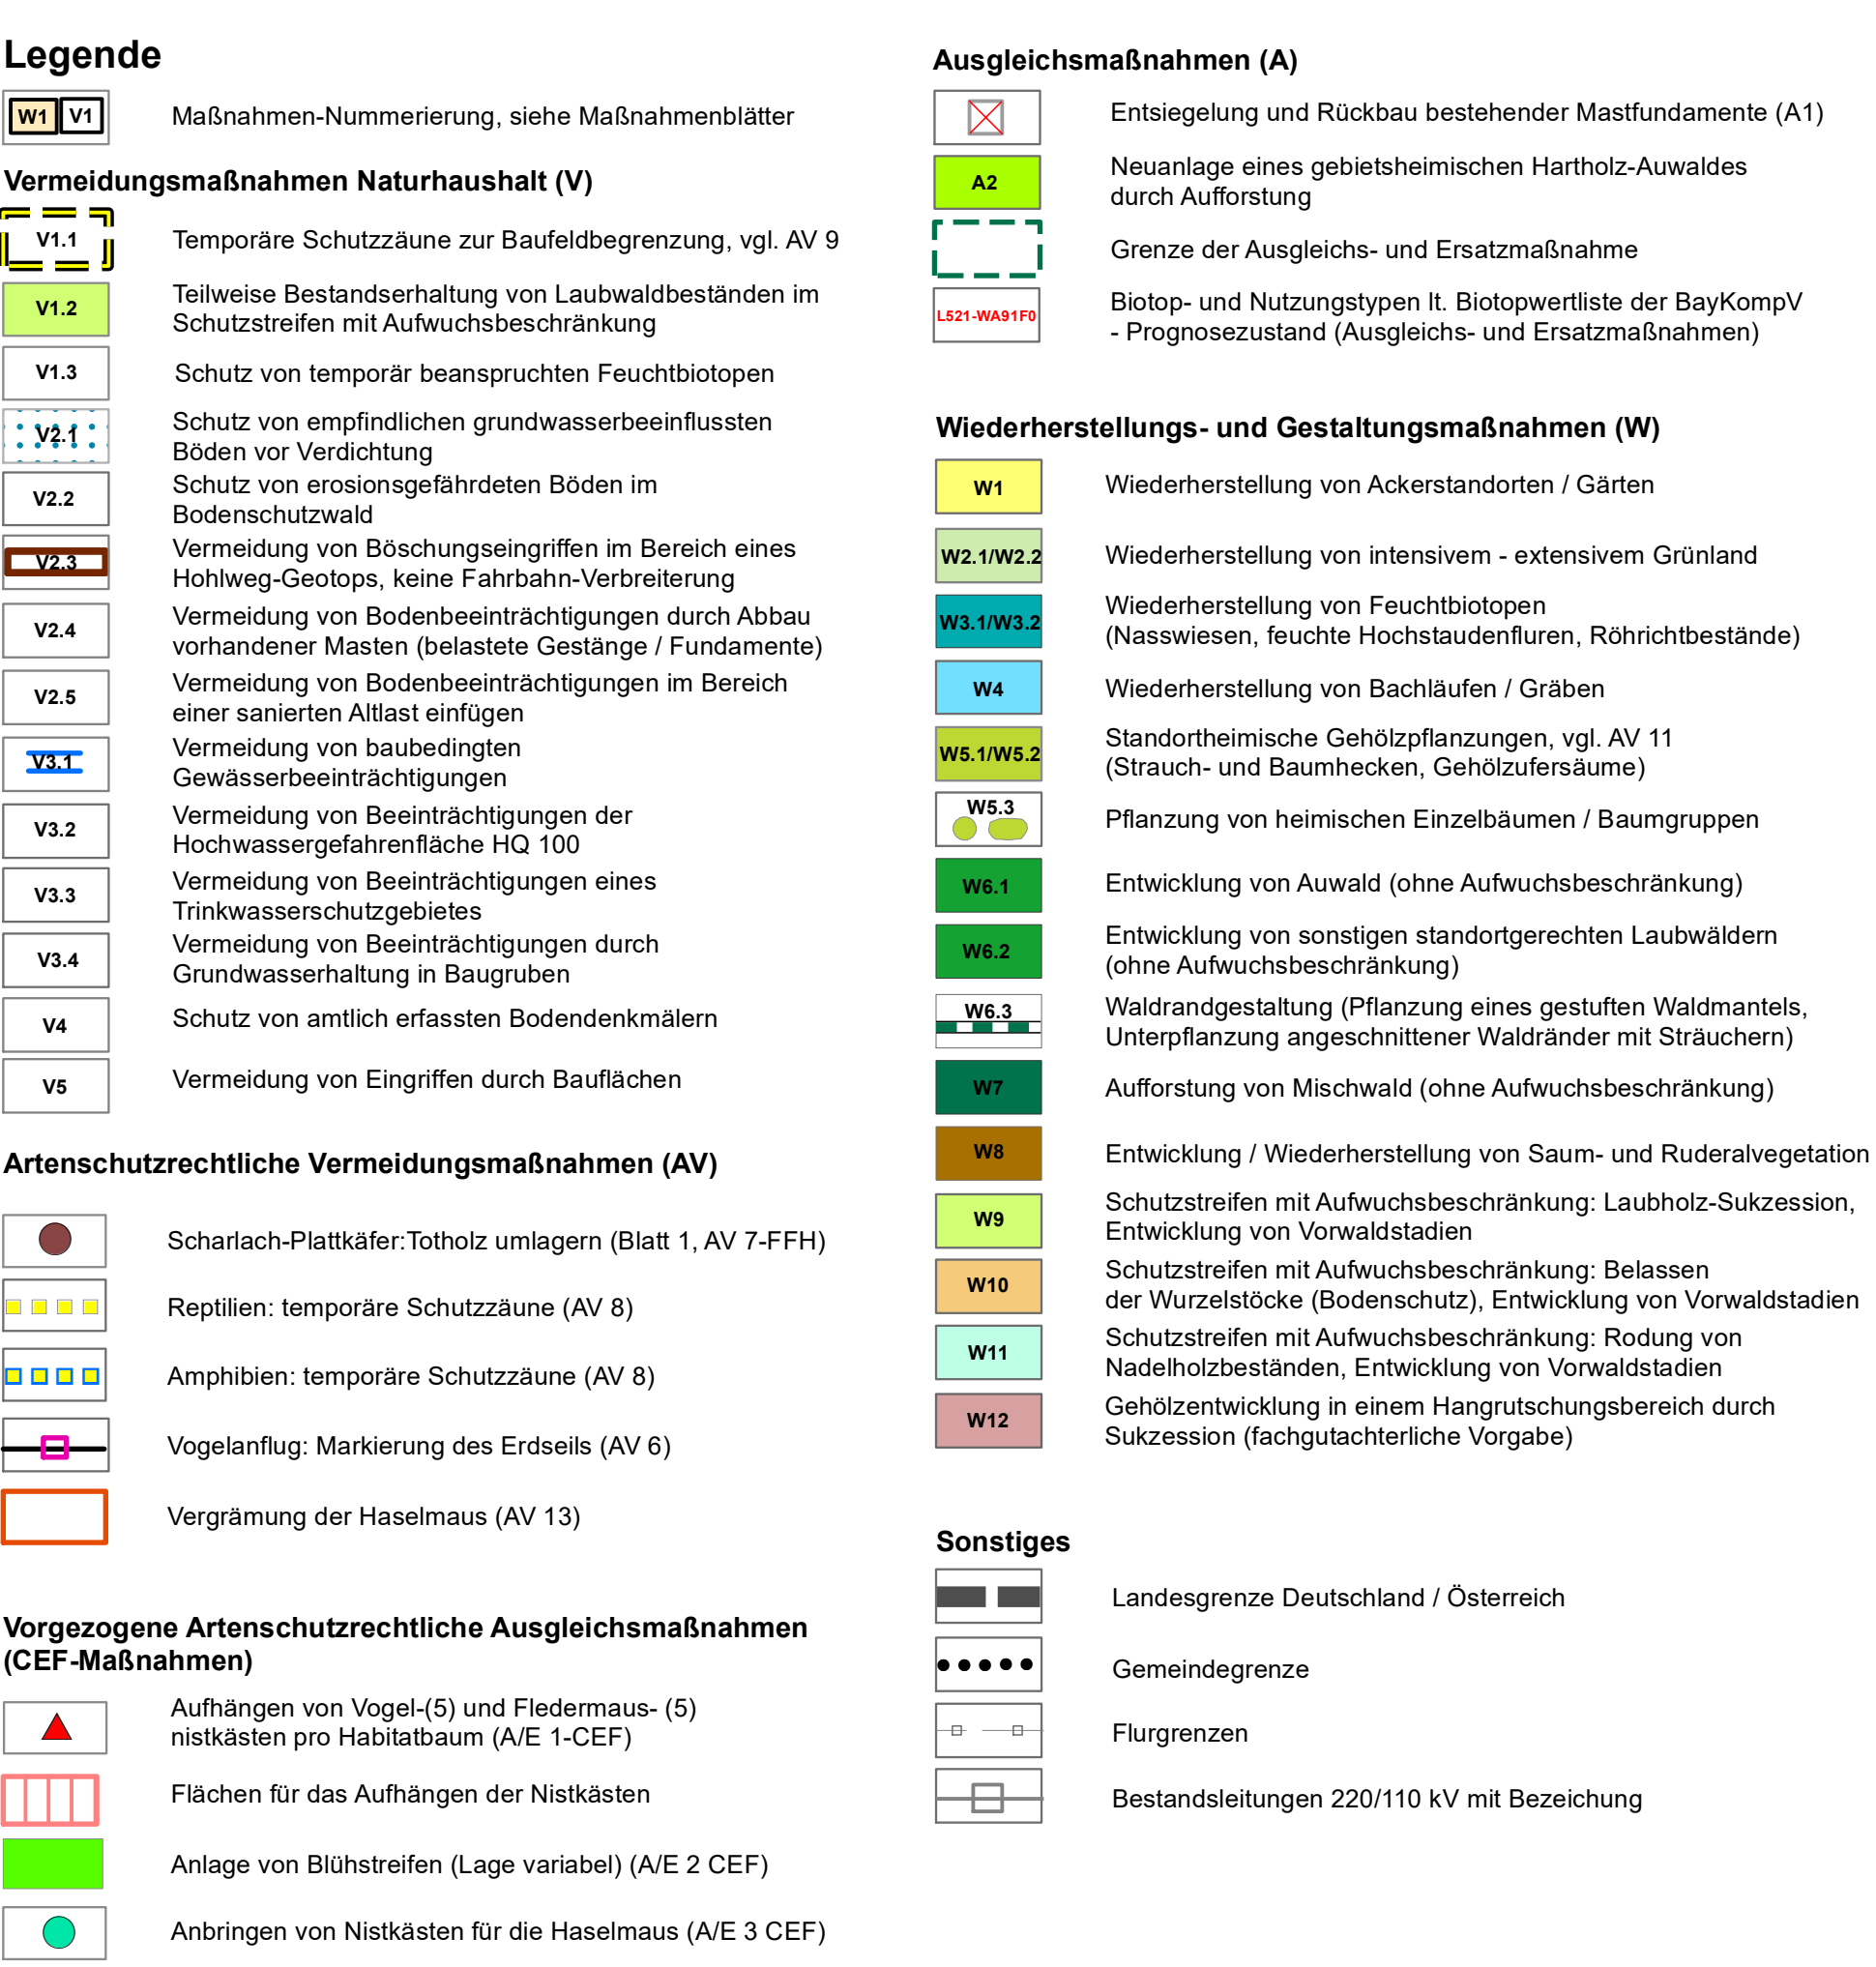 Legende
W1 V1 Maßnahmen-Nummerierung, siehe Maßnahmenblätter
Vermeidungsmaßnahmen Naturhaushalt (V)
V1.1 Temporäre Schutzzäune zur Baufeldbegrenzung, vgl. AV 9
V1.2 Teilweise Bestandserhaltung von Laubwaldbeständen im
Schutzstreifen mit Aufwuchsbeschränkung
V1.3 Schutz von temporär beanspruchten Feuchtbiotopen
V2.1 Schutz von empfindlichen grundwasserbeeinflussten
Böden vor Verdichtung
V2.2 Schutz von erosionsgefährdeten Böden im
Bodenschutzwald
V2.3 Vermeidung von Böschungseingriffen im Bereich eines
Hohlweg-Geotops, keine Fahrbahn-Verbreiterung
V2.4 Vermeidung von Bodenbeeinträchtigungen durch Abbau
vorhandener Masten (belastete Gestänge / Fundamente)
V2.5 Vermeidung von Bodenbeeinträchtigungen im Bereich
einer sanierten Altlast einfügen
V3.1 Vermeidung von baubedingten
Gewässerbeeinträchtigungen
V3.2 Vermeidung von Beeinträchtigungen der
Hochwassergefahrenfläche HQ 100
V3.3 Vermeidung von Beeinträchtigungen eines
Trinkwasserschutzgebietes
V3.4 Vermeidung von Beeinträchtigungen durch
Grundwasserhaltung in Baugruben
V4 Schutz von amtlich erfassten Bodendenkmälern
V5 Vermeidung von Eingriffen durch Bauflächen
Artenschutzrechtliche Vermeidungsmaßnahmen (AV)
Scharlach-Plattkäfer:Totholz umlagern (Blatt 1, AV 7-FFH)
Reptilien: temporäre Schutzzäune (AV 8)
Amphibien: temporäre Schutzzäune (AV 8)
Vogelanflug: Markierung des Erdseils (AV 6)
Vergrämung der Haselmaus (AV 13)
Vorgezogene Artenschutzrechtliche Ausgleichsmaßnahmen
(CEF-Maßnahmen)
Aufhängen von Vogel-(5) und Fledermaus- (5)
nistkästen pro Habitatbaum (A/E 1-CEF)
Flächen für das Aufhängen der Nistkästen
Anlage von Blühstreifen (Lage variabel) (A/E 2 CEF)
Anbringen von Nistkästen für die Haselmaus (A/E 3 CEF)
Ausgleichsmaßnahmen (A)
Entsiegelung und Rückbau bestehender Mastfundamente (A1)
A2 Neuanlage eines gebietsheimischen Hartholz-Auwaldes
durch Aufforstung
Grenze der Ausgleichs- und Ersatzmaßnahme
L521-WA91F0 Biotop- und Nutzungstypen lt. Biotopwertliste der BayKompV
- Prognosezustand (Ausgleichs- und Ersatzmaßnahmen)
Wiederherstellungs- und Gestaltungsmaßnahmen (W)
W1 Wiederherstellung von Ackerstandorten / Gärten
W2.1/W2.2 Wiederherstellung von intensivem - extensivem Grünland
W3.1/W3.2 Wiederherstellung von Feuchtbiotopen
(Nasswiesen, feuchte Hochstaudenfluren, Röhrichtbestände)
W4 Wiederherstellung von Bachläufen / Gräben
W5.1/W5.2 Standortheimische Gehölzpflanzungen, vgl. AV 11
(Strauch- und Baumhecken, Gehölzufersäume)
W5.3 Pflanzung von heimischen Einzelbäumen / Baumgruppen
W6.1 Entwicklung von Auwald (ohne Aufwuchsbeschränkung)
W6.2 Entwicklung von sonstigen standortgerechten Laubwäldern
(ohne Aufwuchsbeschränkung)
W6.3 Waldrandgestaltung (Pflanzung eines gestuften Waldmantels,
Unterpflanzung angeschnittener Waldränder mit Sträuchern)
W7 Aufforstung von Mischwald (ohne Aufwuchsbeschränkung)
W8 Entwicklung / Wiederherstellung von Saum- und Ruderalvegetation
W9 Schutzstreifen mit Aufwuchsbeschränkung: Laubholz-Sukzession,
Entwicklung von Vorwaldstadien
W10 Schutzstreifen mit Aufwuchsbeschränkung: Belassen
der Wurzelstöcke (Bodenschutz), Entwicklung von Vorwaldstadien
W11 Schutzstreifen mit Aufwuchsbeschränkung: Rodung von
Nadelholzbeständen, Entwicklung von Vorwaldstadien
W12 Gehölzentwicklung in einem Hangrutschungsbereich durch
Sukzession (fachgutachterliche Vorgabe)
Sonstiges
Landesgrenze Deutschland / Österreich
Gemeindegrenze
Flurgrenzen
Bestandsleitungen 220/110 kV mit Bezeichung